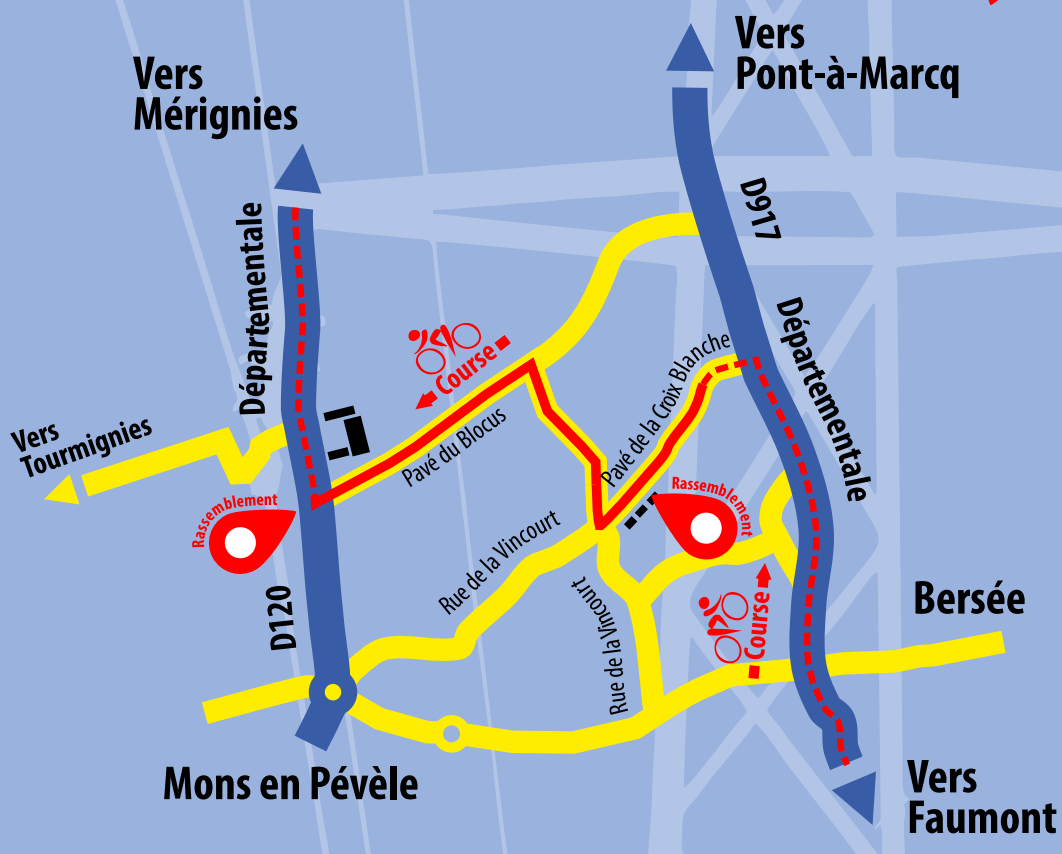 Vers
Pont-à-Marcq
Vers
Mérignies
D917
Départementale
Départementale
Course
Pavé de la Croix Blanche
Pavé du Blocus
Vers
Tourmignies
Rassemblement
Rassemblement
Rue de la Vincourt
Rue de la Vincourt
D120
Course
Bersée
Mons en Pévèle
Vers
Faumont